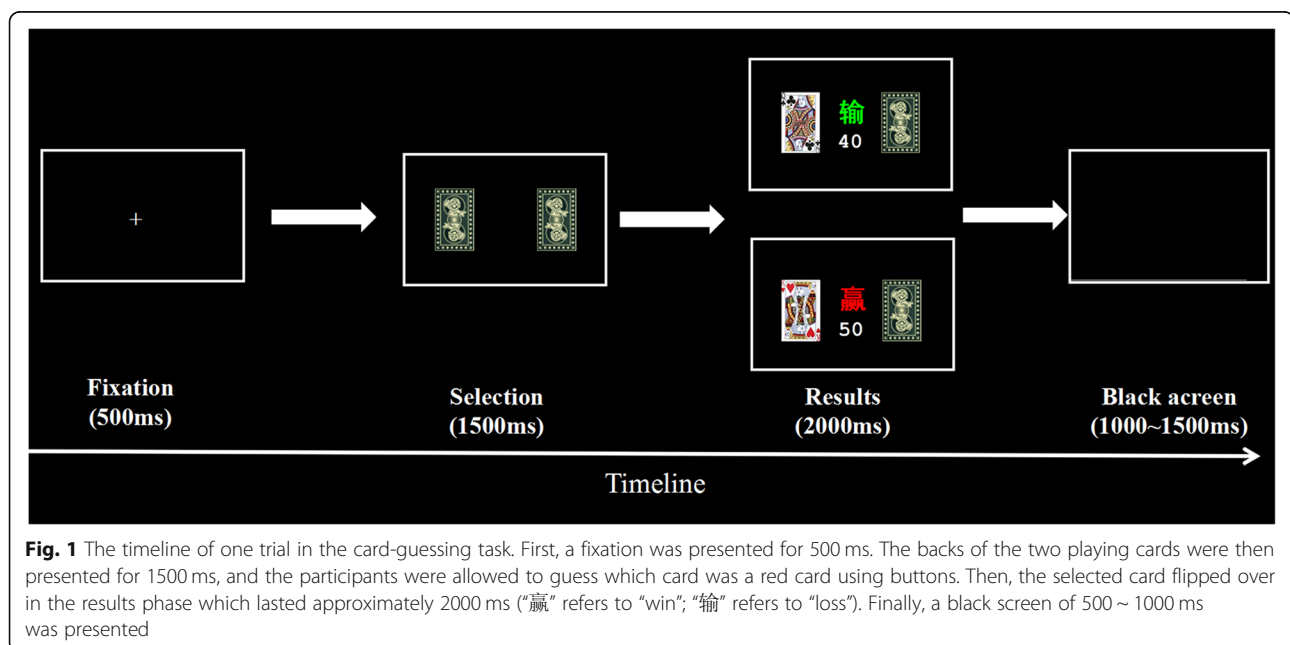 +
输
40
赢
50
Fixation
(500ms)
Selection
(1500ms)
Results
(2000ms)
Black acreen
(1000~1500ms)
Timeline
Fig. 1 The timeline of one trial in the card-guessing task. First, a fixation was presented for 500 ms. The backs of the two playing cards were then
presented for 1500 ms, and the participants were allowed to guess which card was a red card using buttons. Then, the selected card flipped over
in the results phase which lasted approximately 2000 ms (“赢” refers to “win”; “输” refers to “loss”). Finally, a black screen of 500 ~ 1000 ms
was presented